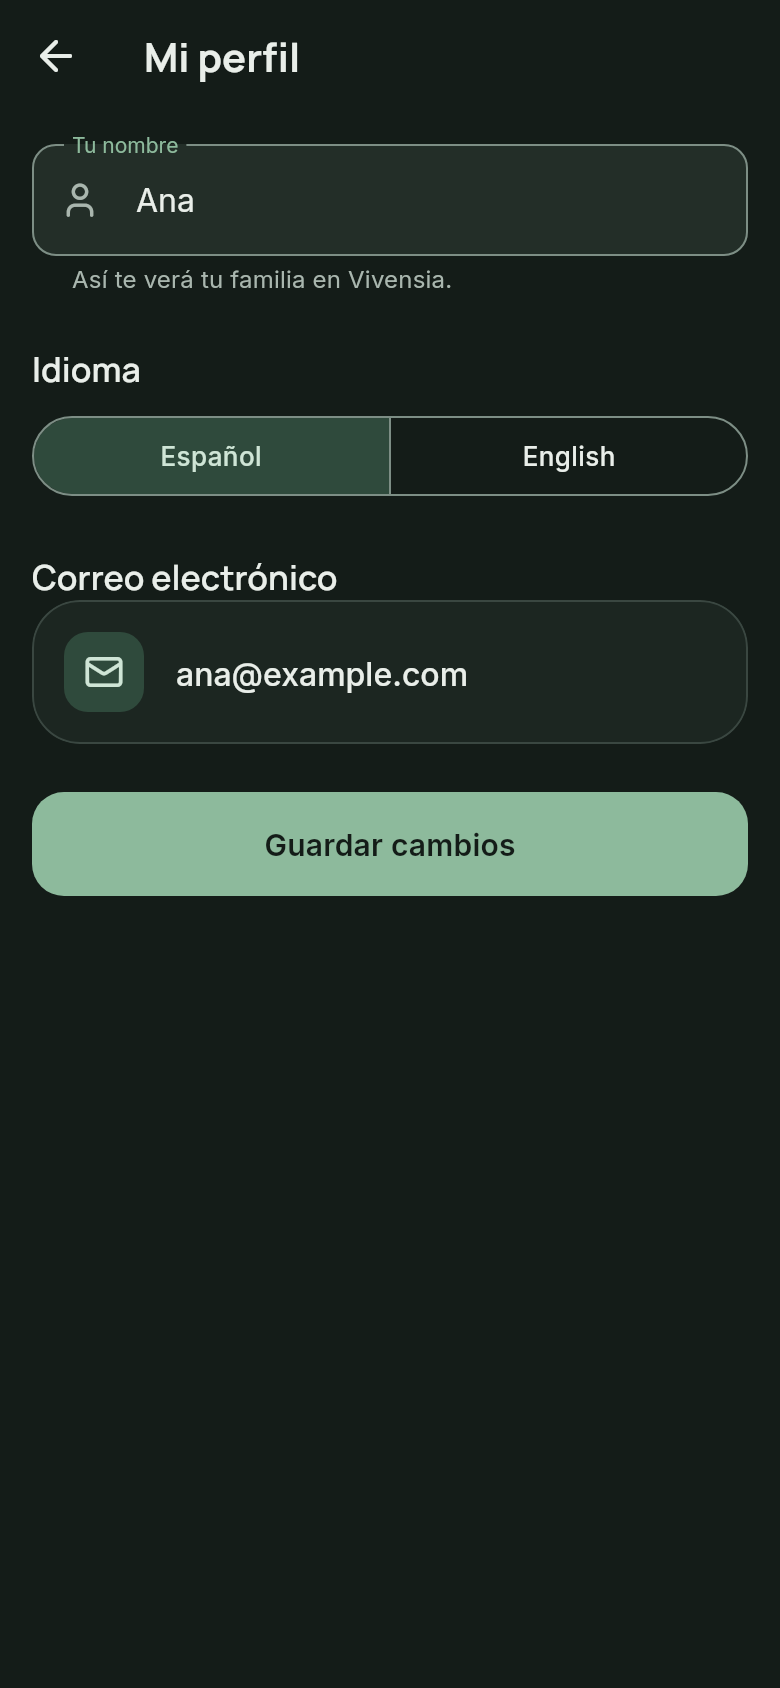 Mi perfil
Tu nombre
Ana
Así te verá tu familia en Vivensia.
Idioma
Español
English
Correo electrónico
ana@example.com
Guardar cambios